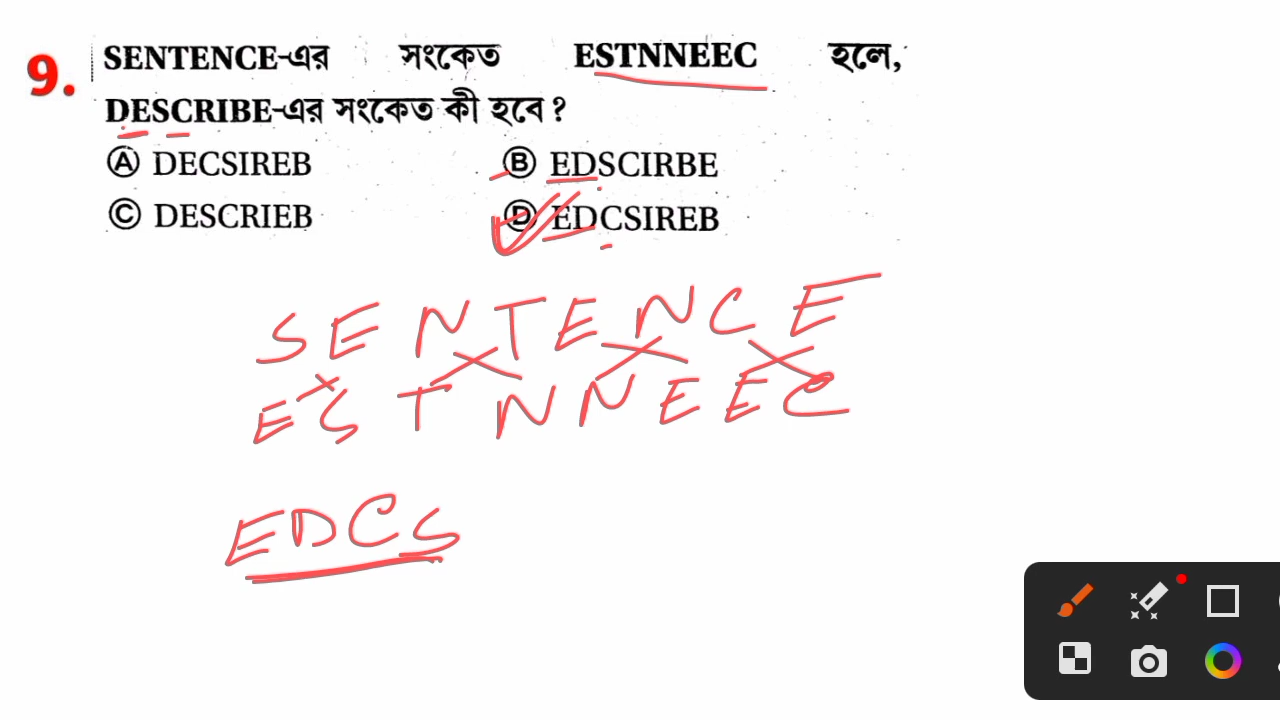 9. SENTENCE-এর সংকেত ESTNNEEC হলে,
DESCRIBE-এর সংকেত কী হবে?
Ⓐ DECSIREB Ⓑ EDSCIRBE
Ⓒ DESCRIEB Ⓓ EDCSIREB
SENTENCE
ESTNNEEC
EDCS